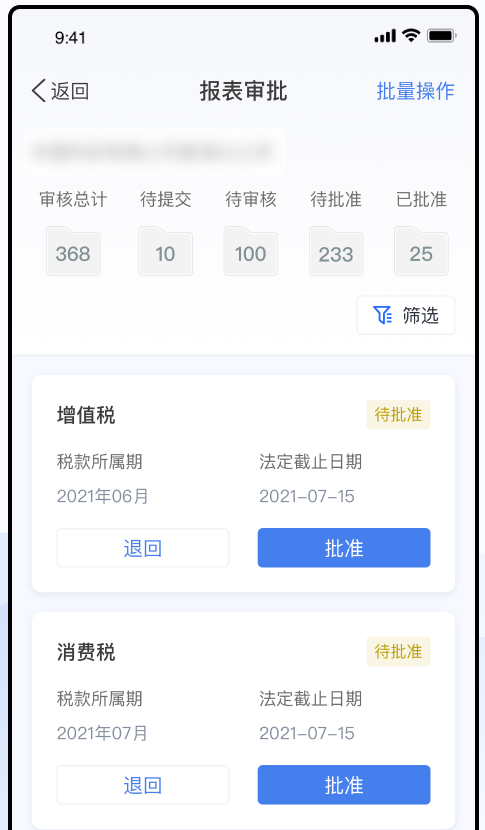 9:41
返回 报表审批 批量操作
审核总计 待提交 待审核 待批准 已批准
368 10 100 233 25
筛选
增值税 待批准
税款所属期 法定截止日期
2021年06月 2021-07-15
退回 批准
消费税 待批准
税款所属期 法定截止日期
2021年07月 2021-07-15
退回 批准